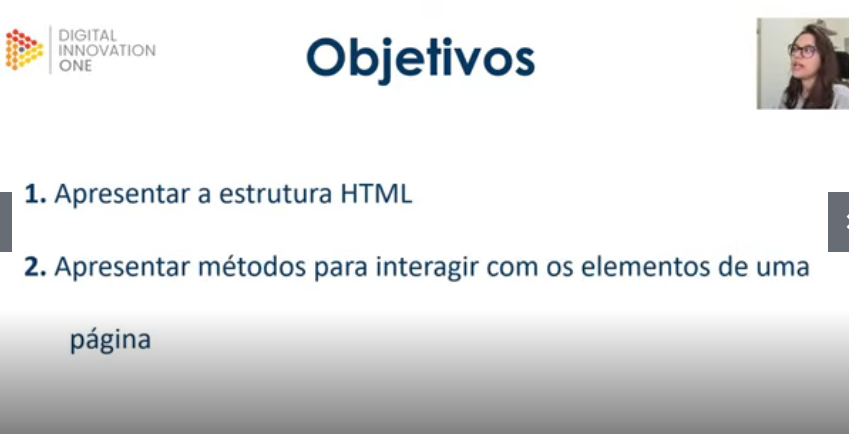 DIGITAL
INNOVATION
ONE
Objetivos
1. Apresentar a estrutura HTML
2. Apresentar métodos para interagir com os elementos de uma
página